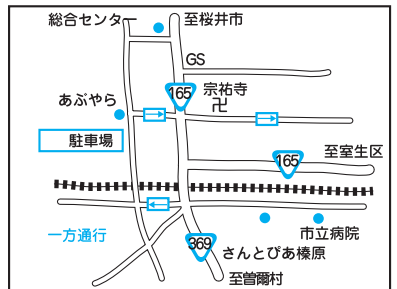 総合センター
至桜井市
GS
165
宗祐寺
卍
あぶやら
駐車場
至室生区
165
市立病院
一方通行
369
さんとぴあ榛原
至曽爾村